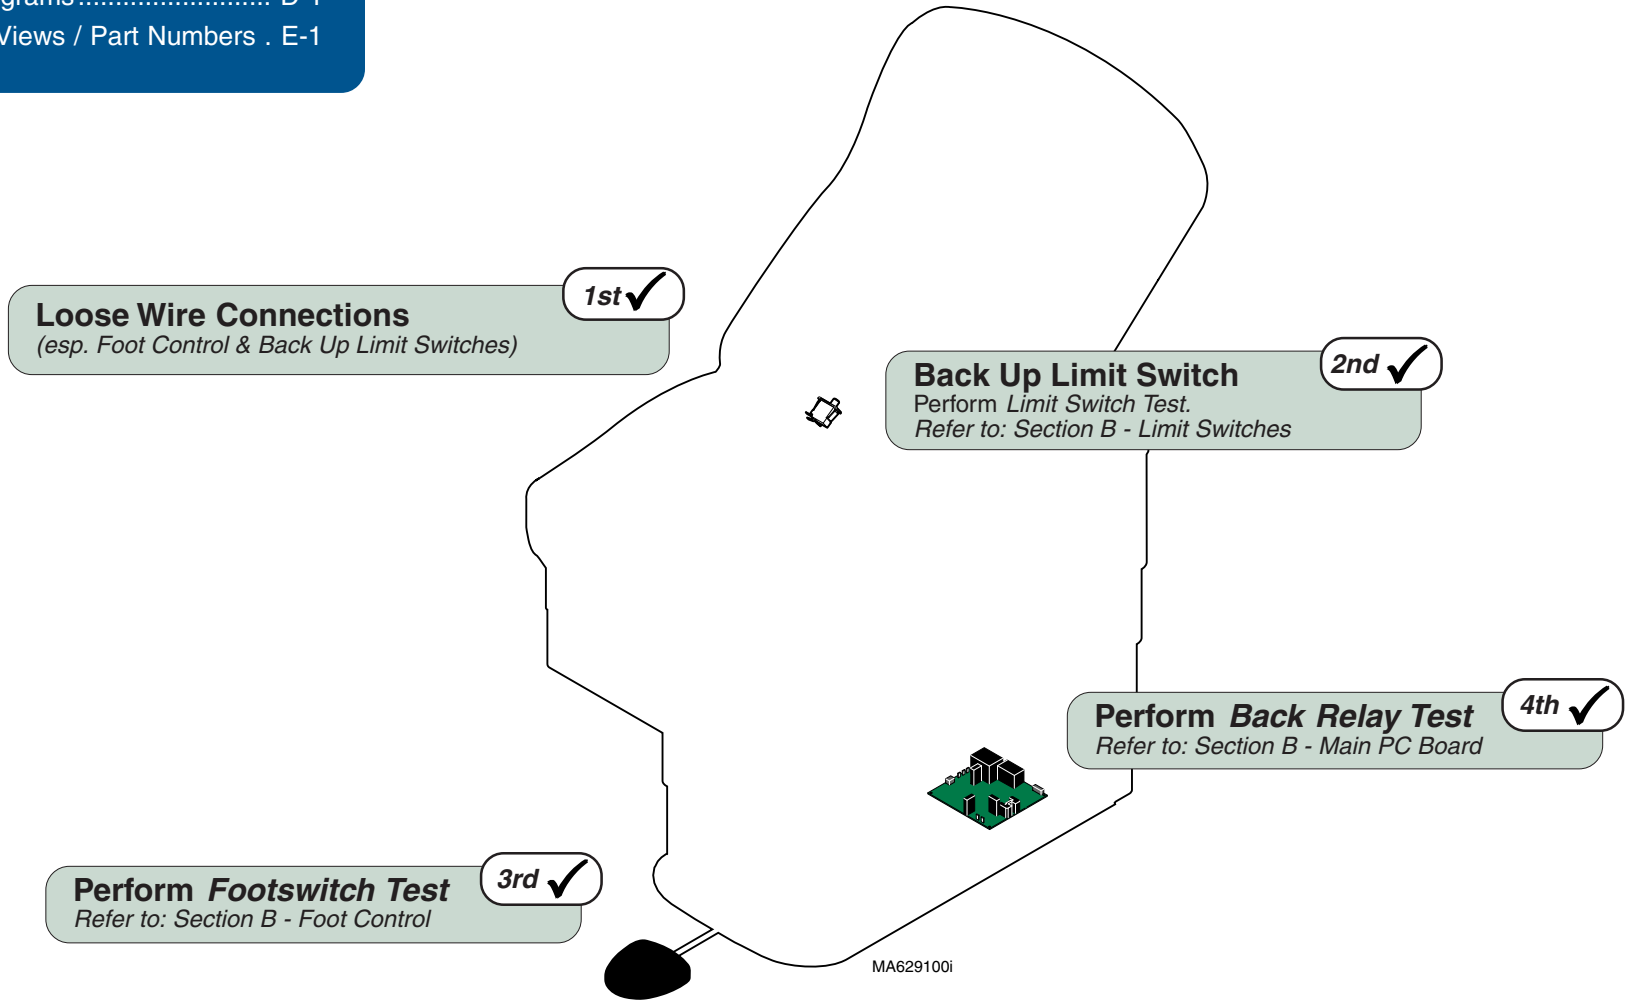 D-1
Views / Part Numbers . E-1
1st
Loose Wire Connections
(esp. Foot Control & Back Up Limit Switches)
2nd
Back Up Limit Switch
Perform Limit Switch Test.
Refer to: Section B - Limit Switches
4th
Perform Back Relay Test
Refer to: Section B - Main PC Board
3rd
Perform Footswitch Test
Refer to: Section B - Foot Control
MA629100i